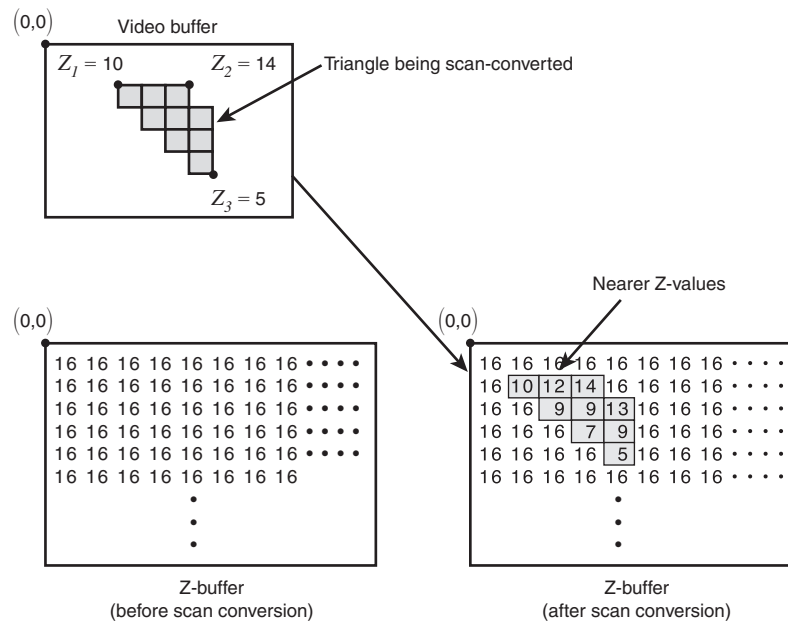 (0,0)
Video buffer
Z1 = 10
Z2 = 14
Triangle being scan-converted
Z3 = 5
Nearer Z-values
(0,0)
16 16 16 16 16 16 16 16 • • • •
16 16 16 16 16 16 16 16 • • • •
16 16 16 16 16 16 16 16 • • • •
16 16 16 16 16 16 16 16 • • • •
16 16 16 16 16 16 16 16 • • • •
16 16 16 16 16 16 16 16
Z-buffer
(before scan conversion)
(0,0)
16 16 16 16 16 16 16 16 · · · ·
16 10 12 14 16 16 16 16 · · · ·
16 16 9 9 13 16 16 16 · · · ·
16 16 16 7 9 16 16 16 · · · ·
16 16 16 16 5 16 16 16 · · · ·
16 16 16 16 16 16 16 16 · · · ·
Z-buffer
(after scan conversion)